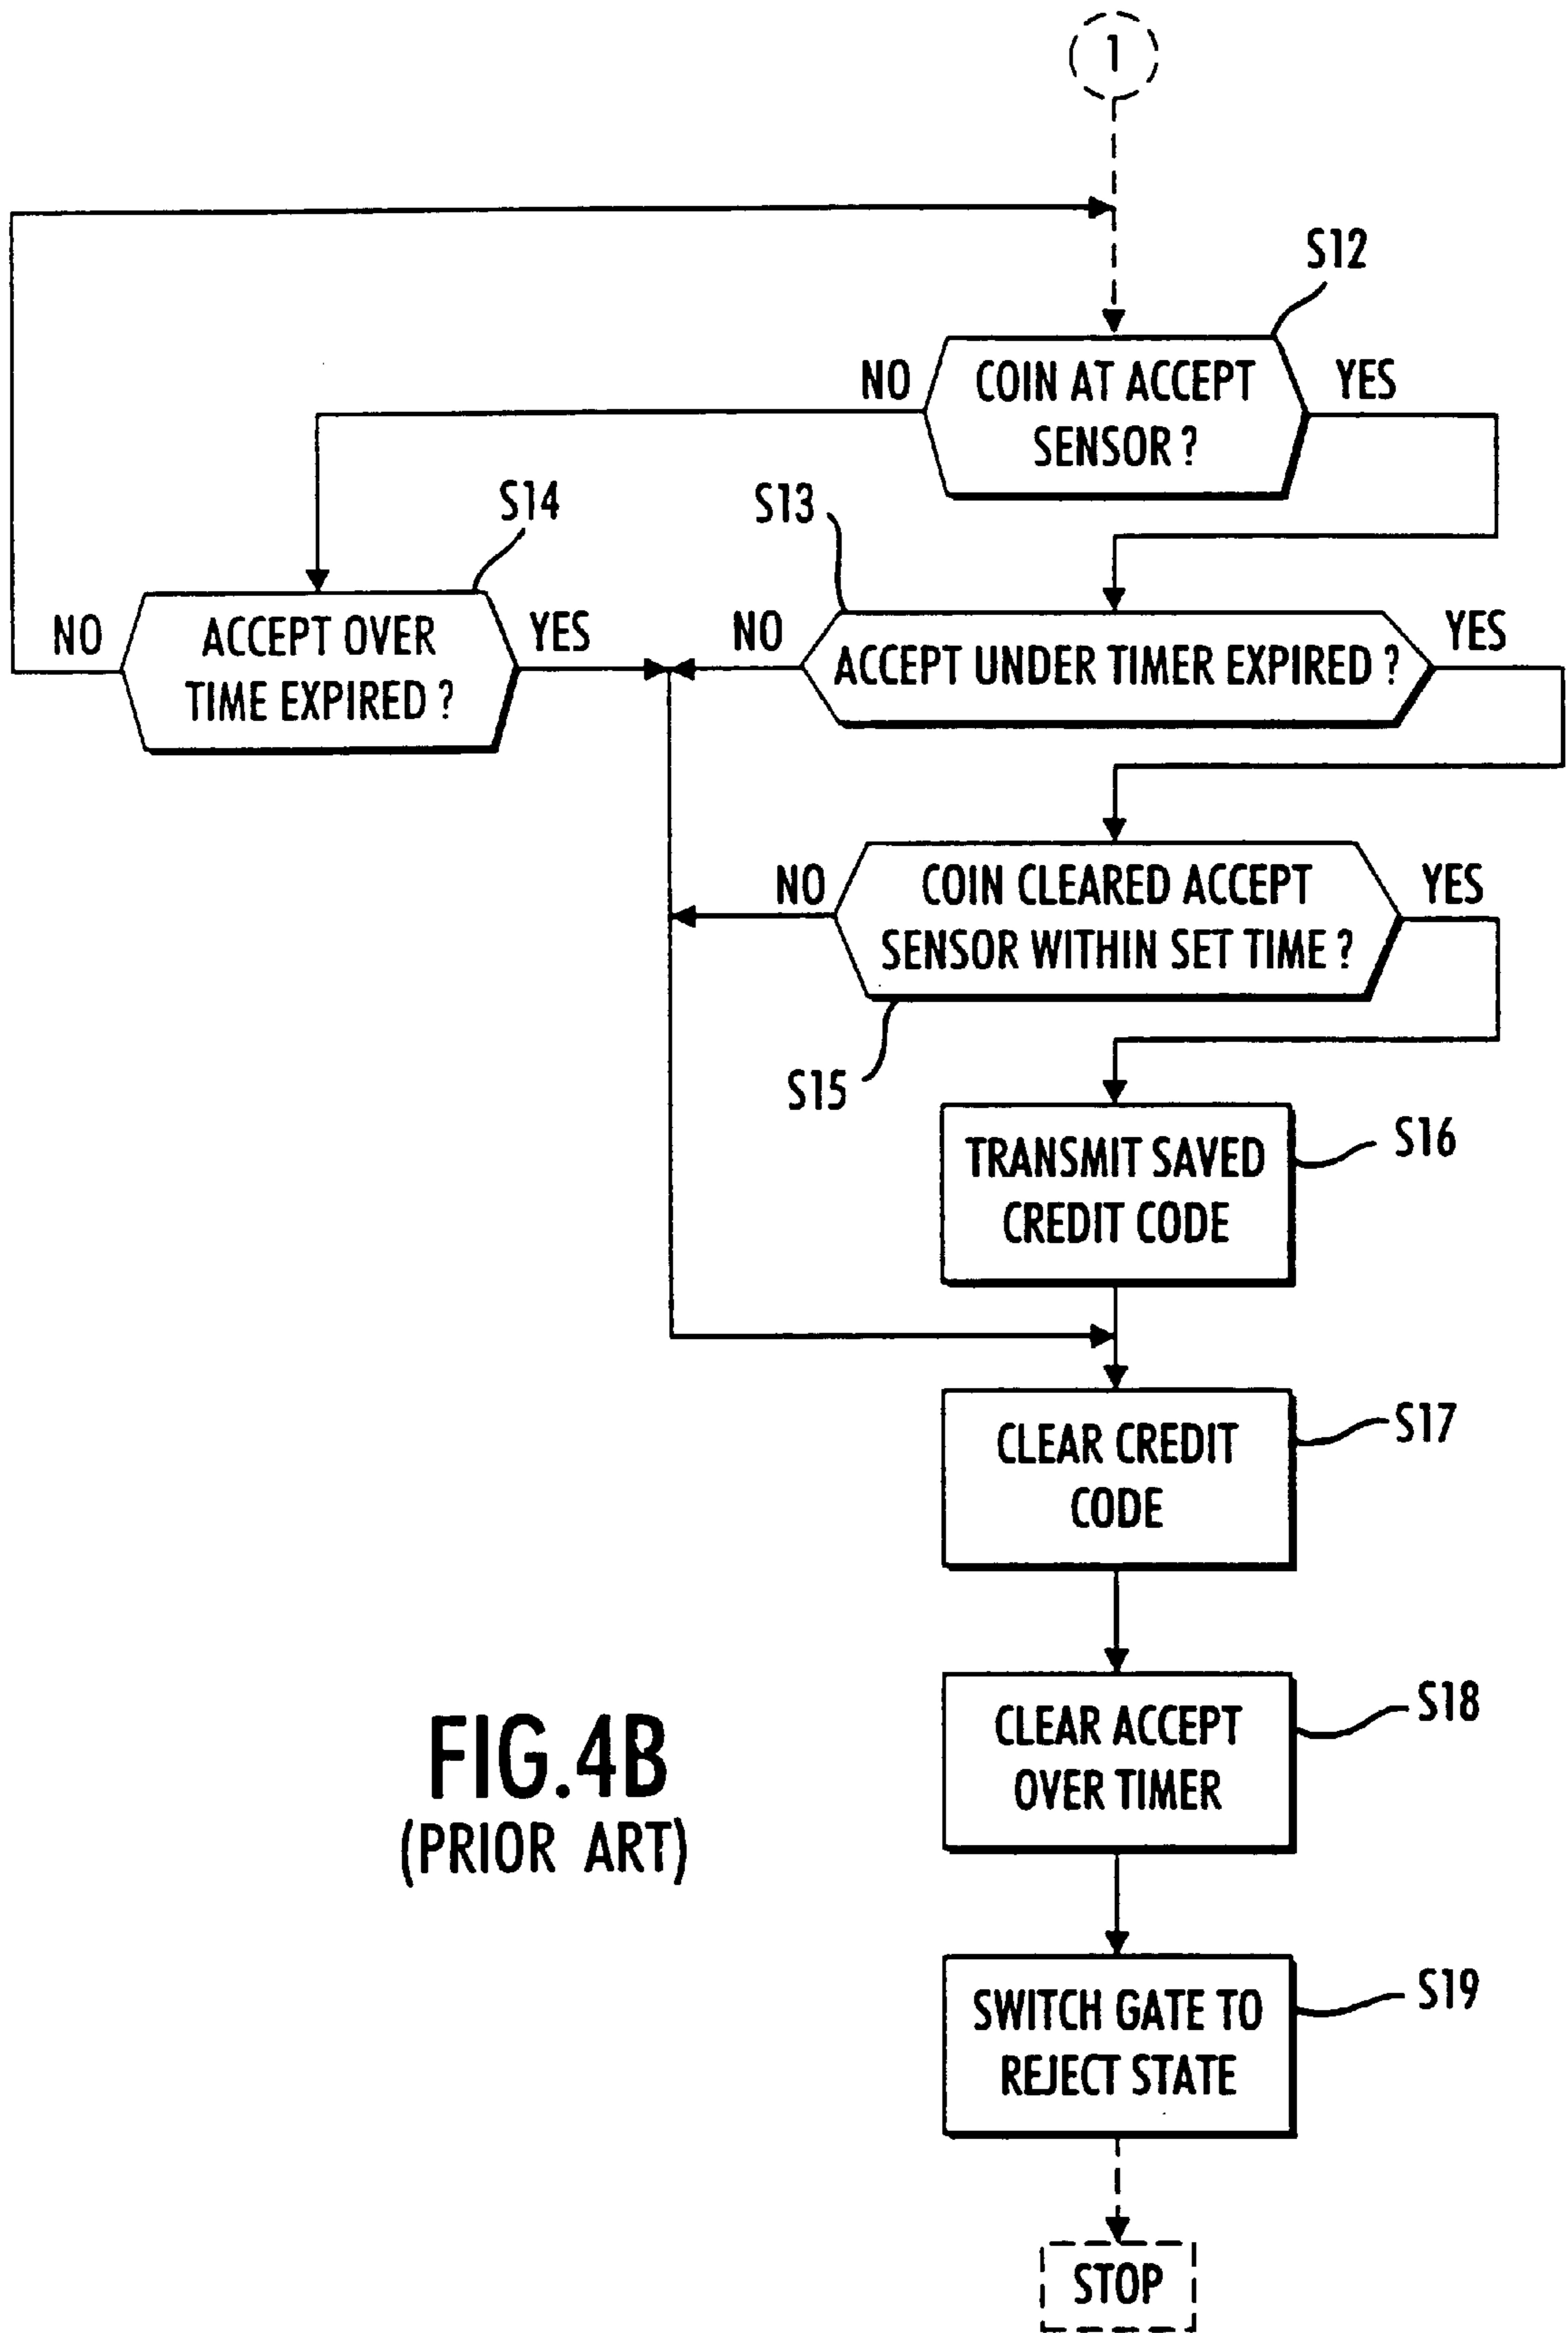 1
S12
NO
COIN AT ACCEPT
SENSOR ?
YES
S14
S13
NO
ACCEPT OVER
TIME EXPIRED ?
YES
NO
ACCEPT UNDER TIMER EXPIRED ?
YES
NO
COIN CLEARED ACCEPT
SENSOR WITHIN SET TIME ?
YES
S15
TRANSMIT SAVED
CREDIT CODE
S16
CLEAR CREDIT
CODE
S17
CLEAR ACCEPT
OVER TIMER
S18
FIG.4B
(PRIOR ART)
SWITCH GATE TO
REJECT STATE
S19
STOP